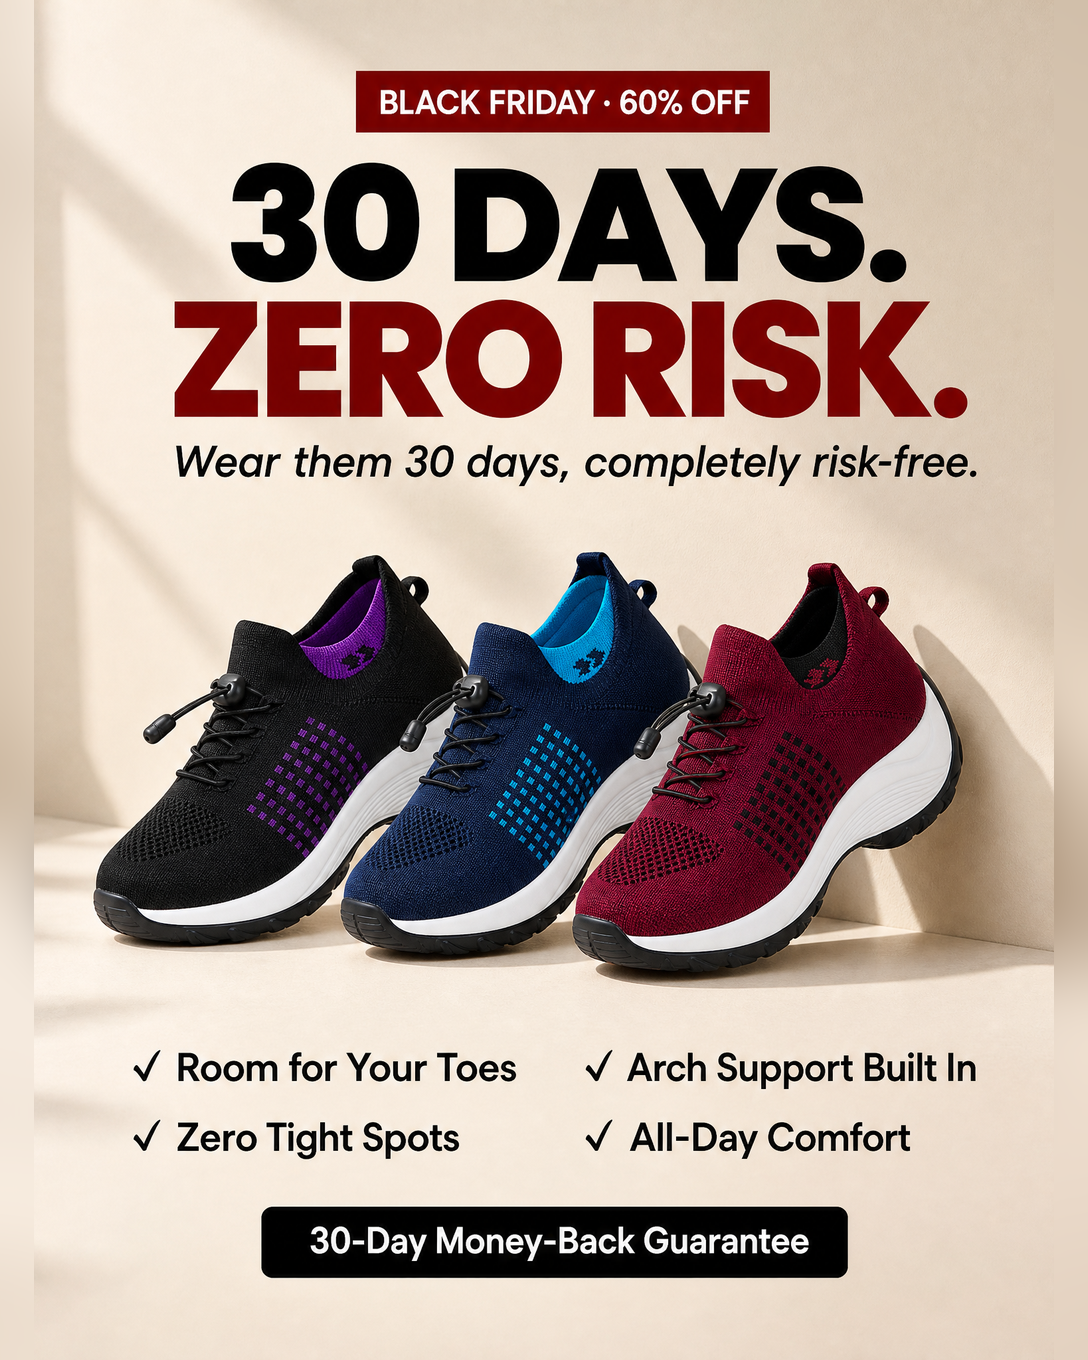 BLACK FRIDAY · 60% OFF
30 DAYS.
ZERO RISK.
Wear them 30 days, completely risk-free.
✓ Room for Your Toes
✓ Arch Support Built In
✓ Zero Tight Spots
✓ All-Day Comfort
30-Day Money-Back Guarantee